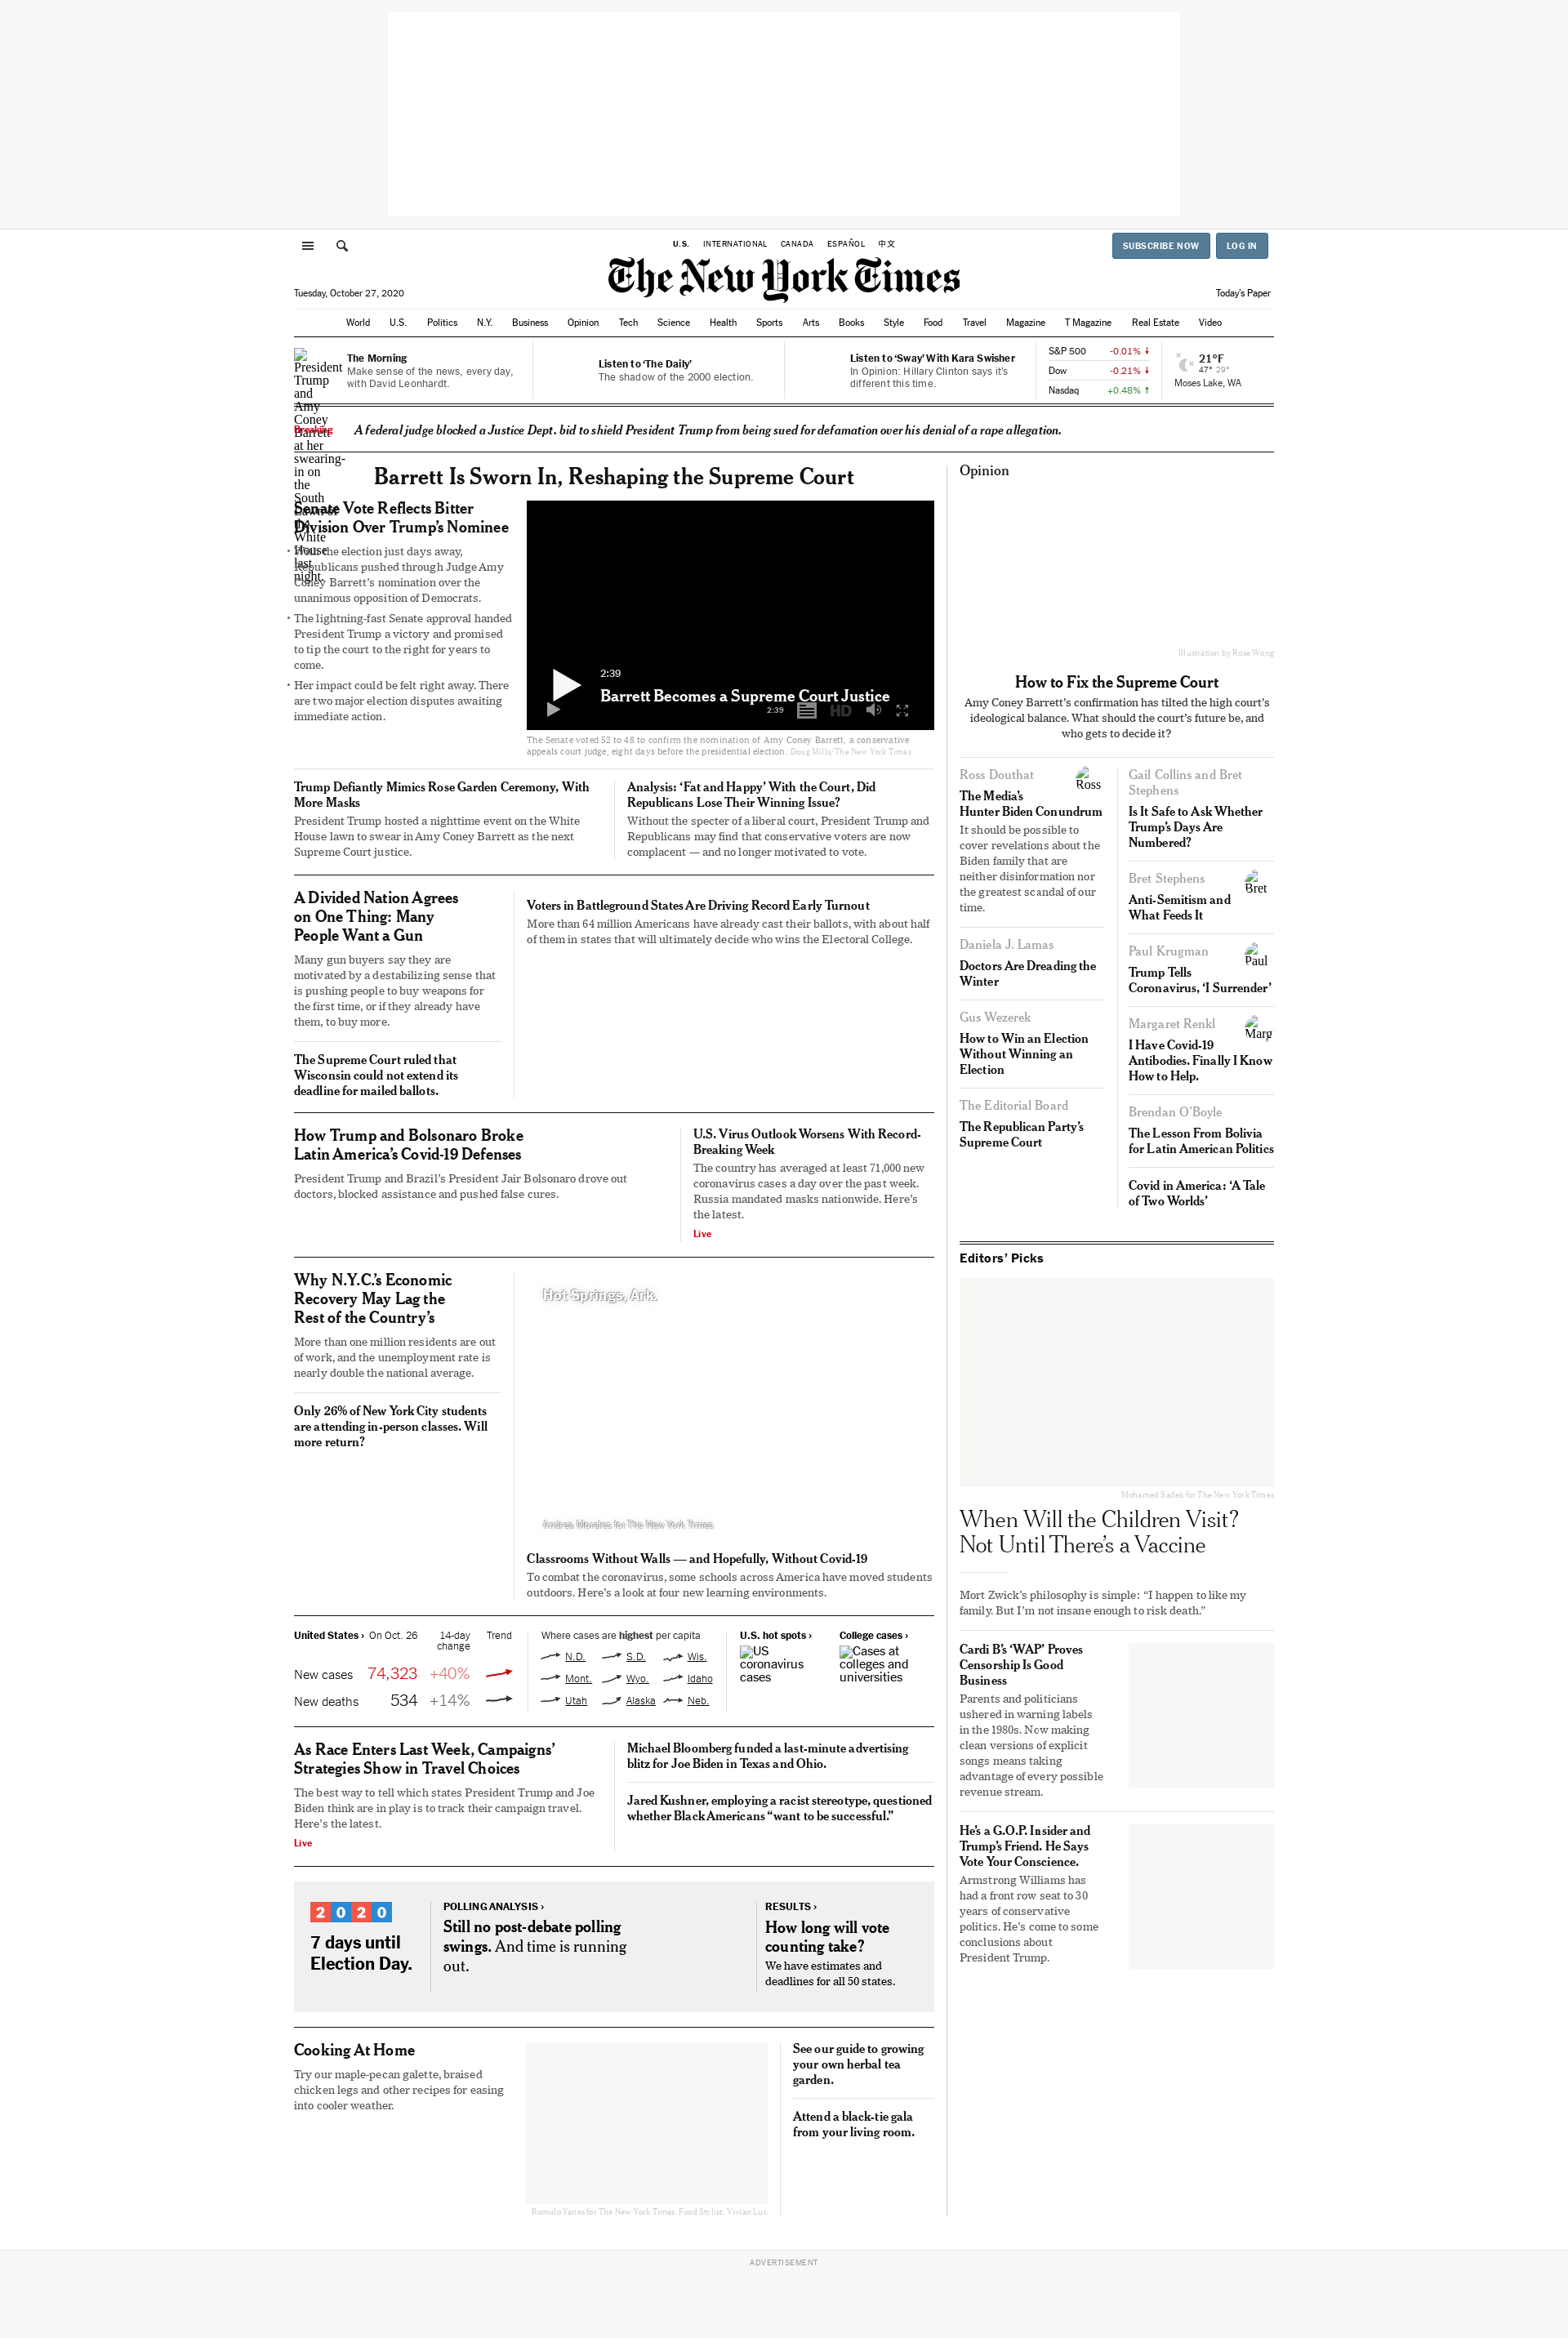 U.S. INTERNATIONAL CANADA ESPAÑOL 中文
SUBSCRIBE NOW LOG IN
The New York Times
Tuesday, October 27, 2020
Today's Paper
World U.S. Politics N.Y. Business Opinion Tech Science Health Sports Arts Books Style Food Travel Magazine T Magazine Real Estate Video
President
Trump
and
Amy
Coney
Barrett
at her
swearing-
in on
the
South
Lawn of
the
White
House
last
night.
The Morning
Make sense of the news, every day,
with David Leonhardt.
Listen to ‘The Daily’
The shadow of the 2000 election.
Listen to ‘Sway’ With Kara Swisher
In Opinion: Hillary Clinton says it's
different this time.
S&P 500 -0.01%
Dow -0.21%
Nasdaq +0.48%
21°F
47° 29°
Moses Lake, WA
Breaking
A federal judge blocked a Justice Dept. bid to shield President Trump from being sued for defamation over his denial of a rape allegation.
Barrett Is Sworn In, Reshaping the Supreme Court
Senate Vote Reflects Bitter
Division Over Trump’s Nominee
• With the election just days away,
Republicans pushed through Judge Amy
Coney Barrett’s nomination over the
unanimous opposition of Democrats.
• The lightning-fast Senate approval handed
President Trump a victory and promised
to tip the court to the right for years to
come.
• Her impact could be felt right away. There
are two major election disputes awaiting
immediate action.
2:39
Barrett Becomes a Supreme Court Justice
2:39 HD
The Senate voted 52 to 48 to confirm the nomination of Amy Coney Barrett, a conservative
appeals court judge, eight days before the presidential election. Doug Mills/The New York Times
Trump Defiantly Mimics Rose Garden Ceremony, With
More Masks
President Trump hosted a nighttime event on the White
House lawn to swear in Amy Coney Barrett as the next
Supreme Court justice.
Analysis: ‘Fat and Happy’ With the Court, Did
Republicans Lose Their Winning Issue?
Without the specter of a liberal court, President Trump and
Republicans may find that conservative voters are now
complacent — and no longer motivated to vote.
A Divided Nation Agrees
on One Thing: Many
People Want a Gun
Many gun buyers say they are
motivated by a destabilizing sense that
is pushing people to buy weapons for
the first time, or if they already have
them, to buy more.
The Supreme Court ruled that
Wisconsin could not extend its
deadline for mailed ballots.
Voters in Battleground States Are Driving Record Early Turnout
More than 64 million Americans have already cast their ballots, with about half
of them in states that will ultimately decide who wins the Electoral College.
How Trump and Bolsonaro Broke
Latin America’s Covid-19 Defenses
President Trump and Brazil’s President Jair Bolsonaro drove out
doctors, blocked assistance and pushed false cures.
U.S. Virus Outlook Worsens With Record-
Breaking Week
The country has averaged at least 71,000 new
coronavirus cases a day over the past week.
Russia mandated masks nationwide. Here’s
the latest.
Live
Why N.Y.C.’s Economic
Recovery May Lag the
Rest of the Country’s
More than one million residents are out
of work, and the unemployment rate is
nearly double the national average.
Only 26% of New York City students
are attending in-person classes. Will
more return?
Hot Springs, Ark.
Andrea Morales for The New York Times
Classrooms Without Walls — and Hopefully, Without Covid-19
To combat the coronavirus, some schools across America have moved students
outdoors. Here’s a look at four new learning environments.
United States › On Oct. 26 14-day Trend
change
New cases 74,323 +40%
New deaths 534 +14%
Where cases are highest per capita
N.D. S.D. Wis.
Mont. Wyo. Idaho
Utah Alaska Neb.
U.S. hot spots ›
US
coronavirus
cases
College cases ›
Cases at
colleges and
universities
As Race Enters Last Week, Campaigns’
Strategies Show in Travel Choices
The best way to tell which states President Trump and Joe
Biden think are in play is to track their campaign travel.
Here’s the latest.
Live
Michael Bloomberg funded a last-minute advertising
blitz for Joe Biden in Texas and Ohio.
Jared Kushner, employing a racist stereotype, questioned
whether Black Americans “want to be successful.”
2020
7 days until
Election Day.
POLLING ANALYSIS ›
Still no post-debate polling
swings. And time is running
out.
RESULTS ›
How long will vote
counting take?
We have estimates and
deadlines for all 50 states.
Cooking At Home
Try our maple-pecan galette, braised
chicken legs and other recipes for easing
into cooler weather.
Romulo Yanes for The New York Times. Food Stylist: Vivian Lui.
See our guide to growing
your own herbal tea
garden.
Attend a black-tie gala
from your living room.
Opinion
Illustration by Rose Wong
How to Fix the Supreme Court
Amy Coney Barrett’s confirmation has tilted the high court’s
ideological balance. What should the court’s future be, and
who gets to decide it?
Ross Douthat
Ross
The Media’s
Hunter Biden Conundrum
It should be possible to
cover revelations about the
Biden family that are
neither disinformation nor
the greatest scandal of our
time.
Daniela J. Lamas
Doctors Are Dreading the
Winter
Gus Wezerek
How to Win an Election
Without Winning an
Election
The Editorial Board
The Republican Party’s
Supreme Court
Gail Collins and Bret
Stephens
Is It Safe to Ask Whether
Trump’s Days Are
Numbered?
Bret Stephens
Bret
Anti-Semitism and
What Feeds It
Paul Krugman
Paul
Trump Tells
Coronavirus, ‘I Surrender’
Margaret Renkl
Marg
I Have Covid-19
Antibodies. Finally I Know
How to Help.
Brendan O’Boyle
The Lesson From Bolivia
for Latin American Politics
Covid in America: ‘A Tale
of Two Worlds’
Editors’ Picks
Mohamed Sadek for The New York Times
When Will the Children Visit?
Not Until There’s a Vaccine
Mort Zwick’s philosophy is simple: “I happen to like my
family. But I’m not insane enough to risk death.”
Cardi B’s ‘WAP’ Proves
Censorship Is Good
Business
Parents and politicians
ushered in warning labels
in the 1980s. Now making
clean versions of explicit
songs means taking
advantage of every possible
revenue stream.
He’s a G.O.P. Insider and
Trump’s Friend. He Says
Vote Your Conscience.
Armstrong Williams has
had a front row seat to 30
years of conservative
politics. He’s come to some
conclusions about
President Trump.
ADVERTISEMENT